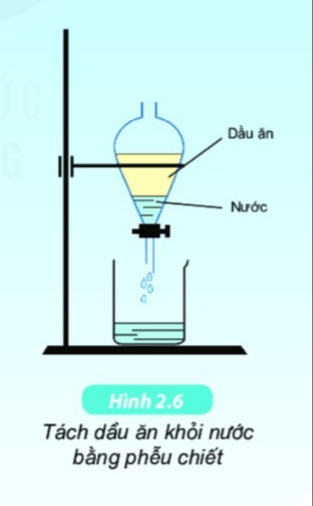 Dầu ăn
Nước
Hình 2.6
Tách dầu ăn khỏi nước
bằng phễu chiết